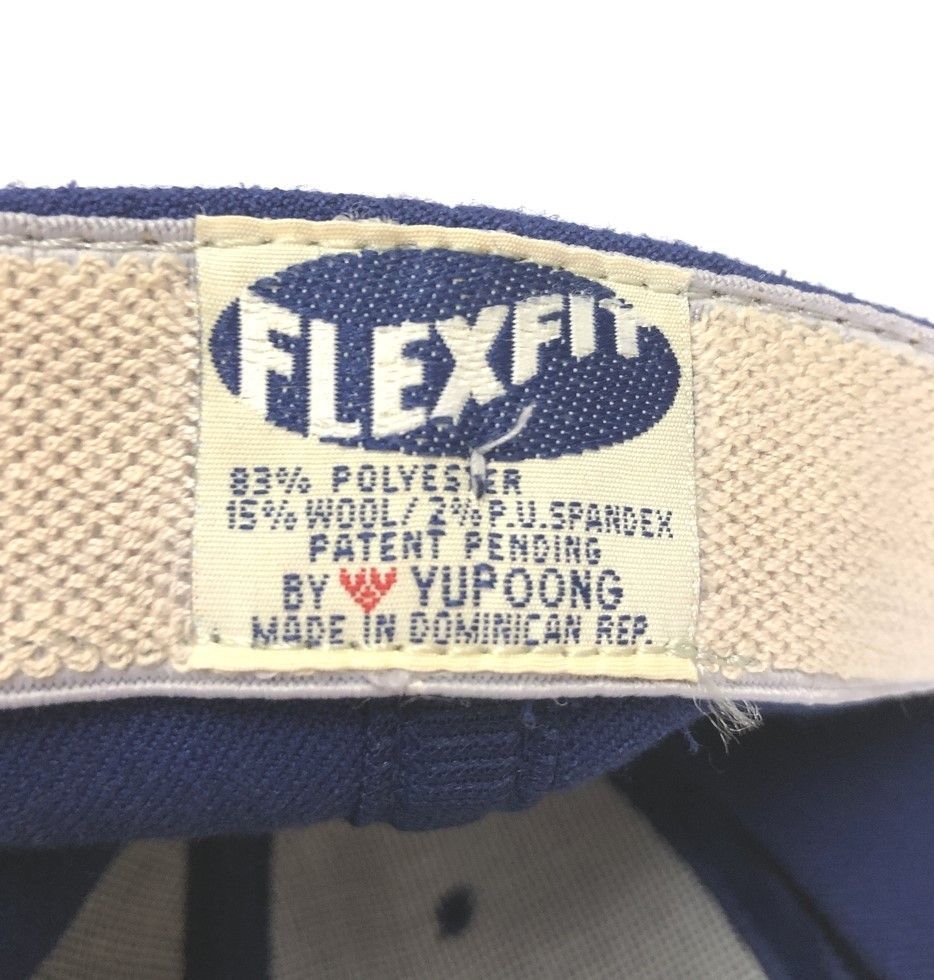 FLEXFIT
83% POLYESTER
15% WOOL/ 2% P.U.SPANDEX
PATENT PENDING
BY YUPOONG
MADE IN DOMINICAN REP.